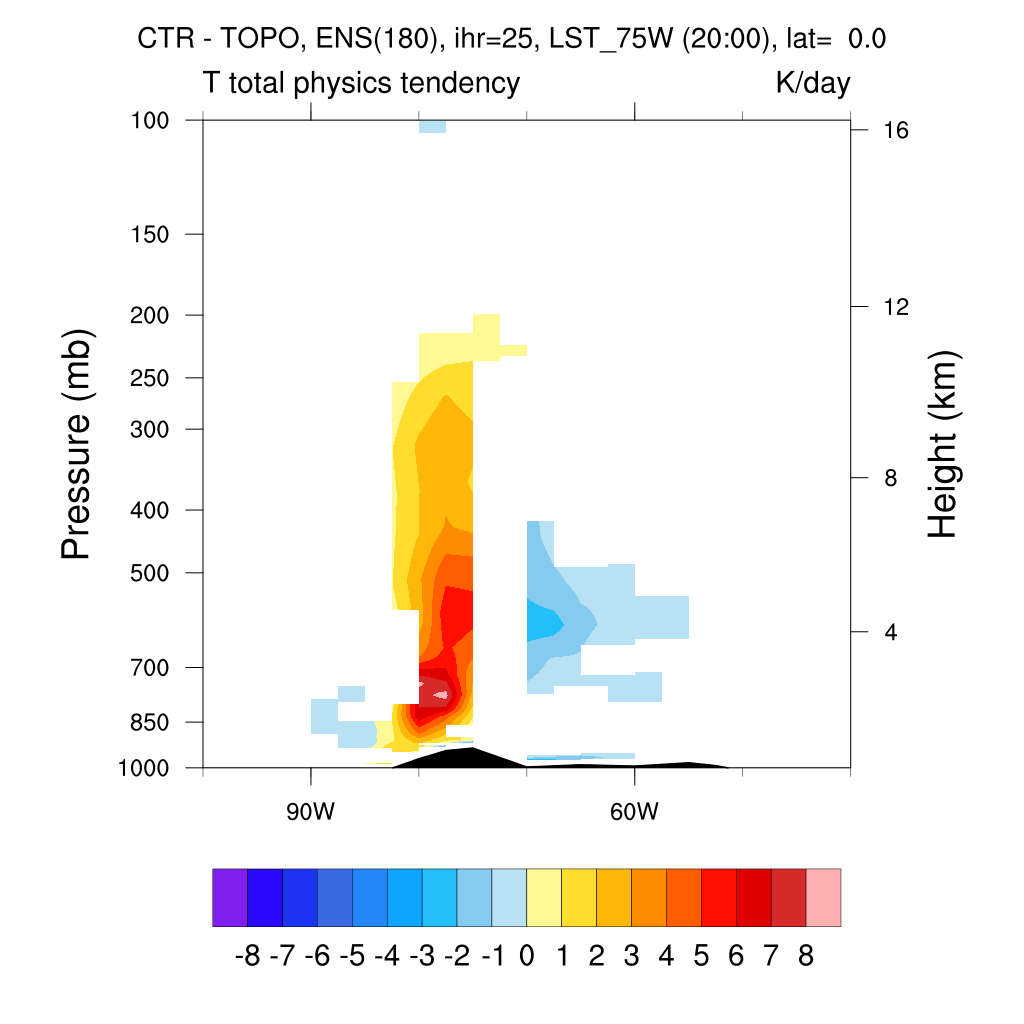 CTR - TOPO, ENS(180), ihr=25, LST_75W (20:00), lat=  0.0
T total physics tendency K/day
100
150
200
250
300
400
500
700
850
1000
Pressure (mb)
16
12
8
4
Height (km)
90W 60W
-8 -7 -6 -5 -4 -3 -2 -1 0 1 2 3 4 5 6 7 8